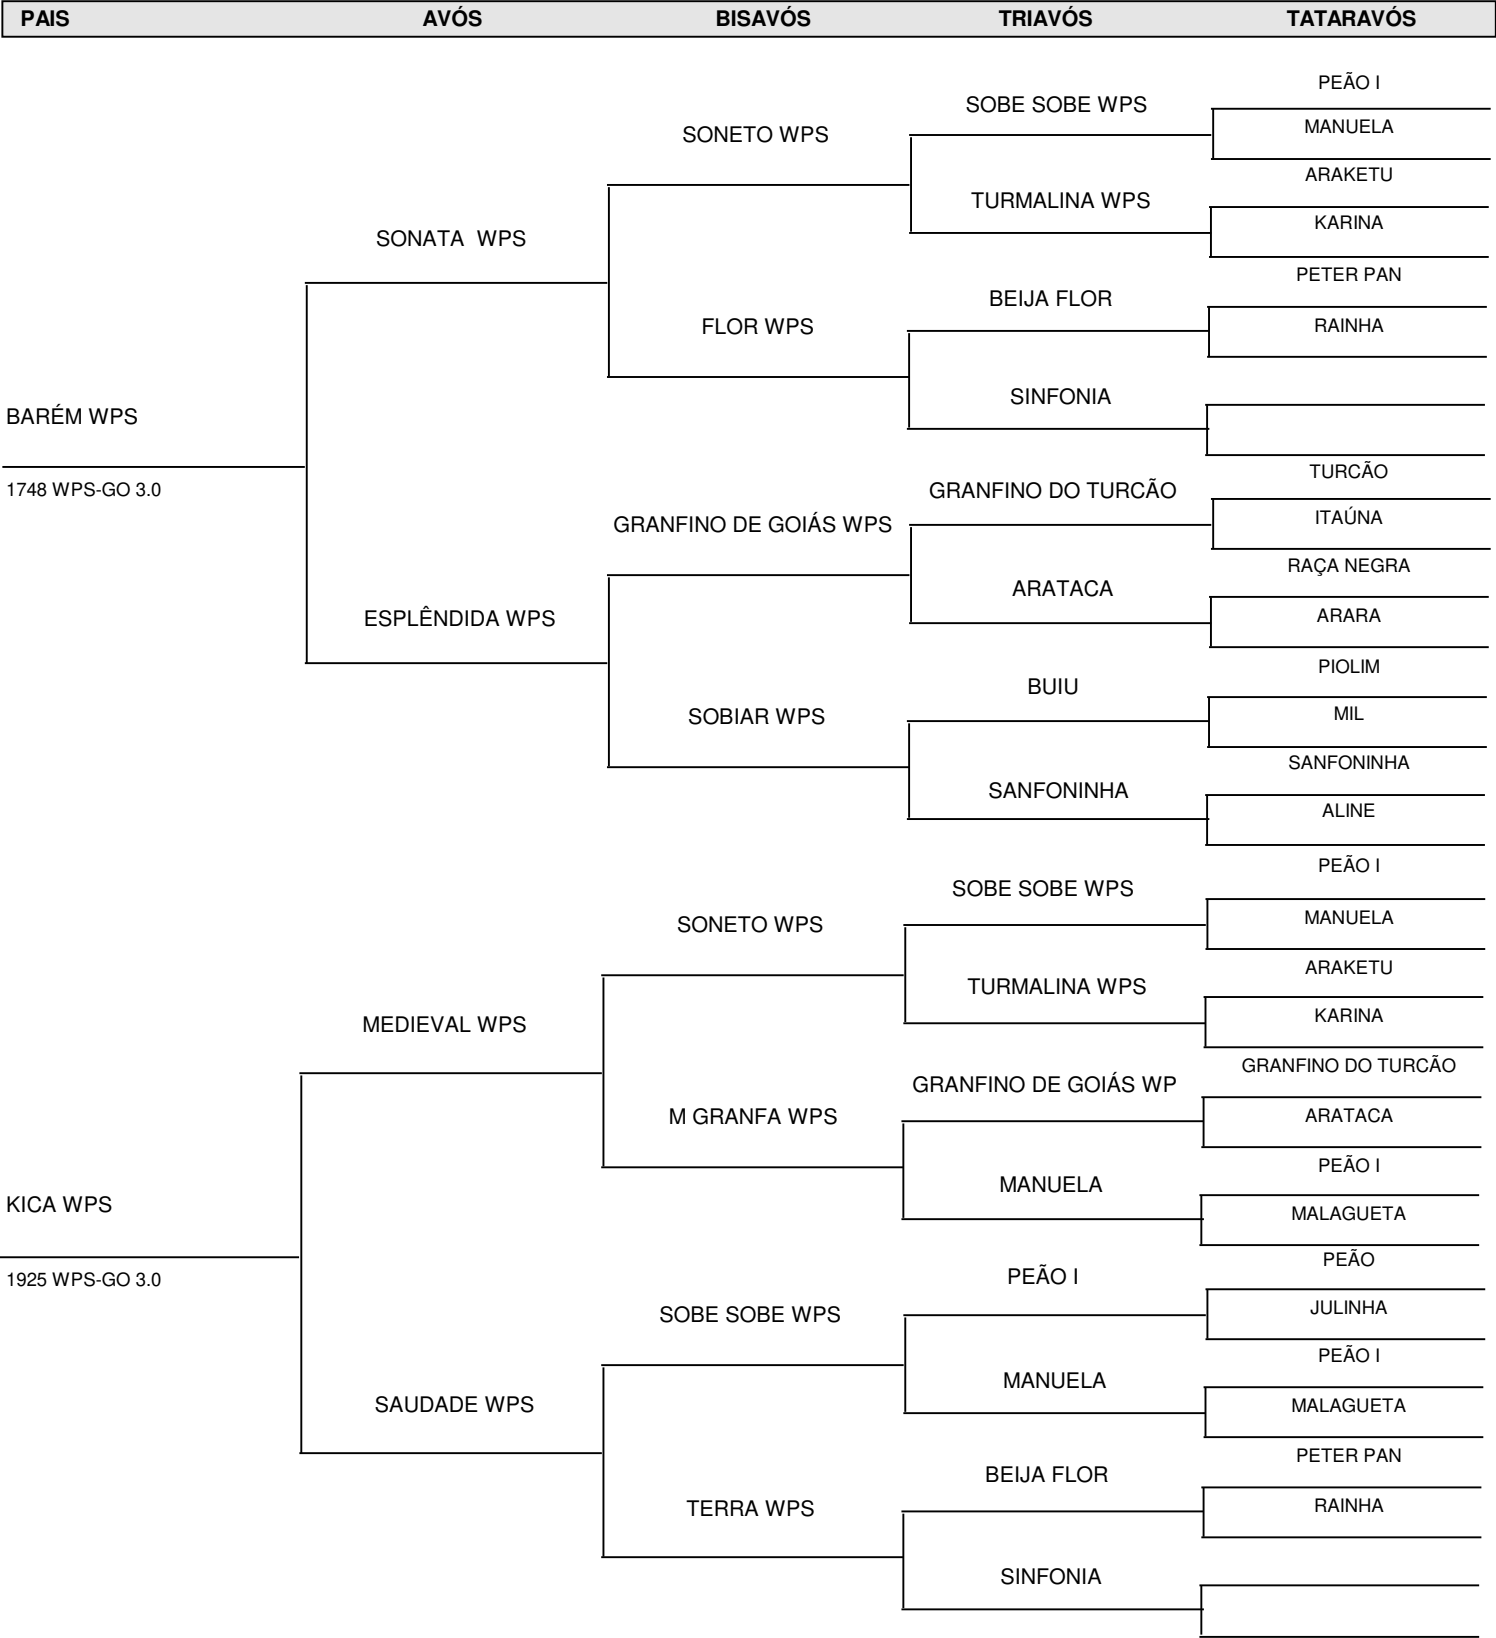 PAIS AVÓS BISAVÓS TRIAVÓS TATARAVÓS
PEÃO I
SOBE SOBE WPS
MANUELA
SONETO WPS
ARAKETU
TURMALINA WPS
KARINA
SONATA WPS
PETER PAN
BEIJA FLOR
RAINHA
FLOR WPS
SINFONIA
BARÉM WPS
TURCÃO
1748 WPS-GO 3.0
GRANFINO DO TURCÃO
ITAÚNA
GRANFINO DE GOIÁS WPS
RAÇA NEGRA
ARATACA
ARARA
ESPLÊNDIDA WPS
PIOLIM
BUIU
MIL
SOBIAR WPS
SANFONINHA
SANFONINHA
ALINE
PEÃO I
SOBE SOBE WPS
MANUELA
SONETO WPS
ARAKETU
TURMALINA WPS
KARINA
MEDIEVAL WPS
GRANFINO DO TURCÃO
GRANFINO DE GOIÁS WP
ARATACA
M GRANFA WPS
PEÃO I
MANUELA
KICA WPS
MALAGUETA
PEÃO
1925 WPS-GO 3.0
PEÃO I
JULINHA
SOBE SOBE WPS
PEÃO I
MANUELA
SAUDADE WPS
MALAGUETA
PETER PAN
BEIJA FLOR
RAINHA
TERRA WPS
SINFONIA